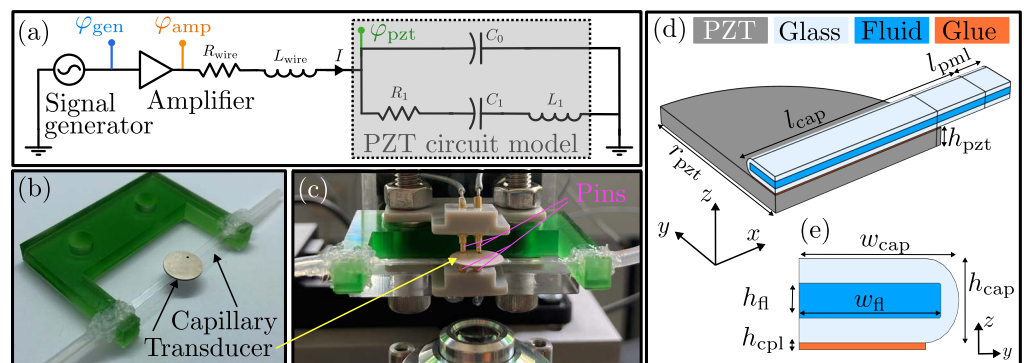 (a)
φgen
φamp
φpzt
Rwire
Lwire
I
C0
R1
C1
L1
Signal
generator
Amplifier
PZT circuit model
(b)
Capillary
Transducer
(c)
Pins
(d)
PZT
Glass
Fluid
Glue
lpml
lcap
hpzt
rpzt
z
y
x
(e)
wcap
hfl
wfl
hcap
hcpl
z
y